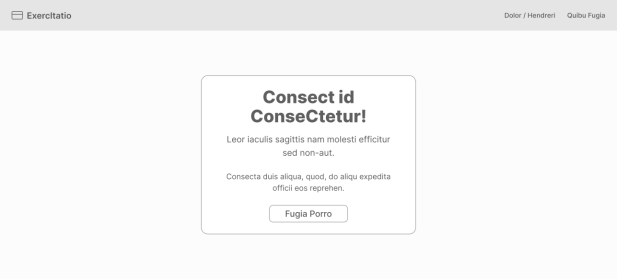 ExercItatio
Dolor / Hendreri
Quibu Fugia
Consect id
ConseCtetur!
Leor iaculis sagittis nam molesti efficitur
sed non-aut.
Consecta duis aliqua, quod, do aliqu expedita
officii eos reprehen.
Fugia Porro